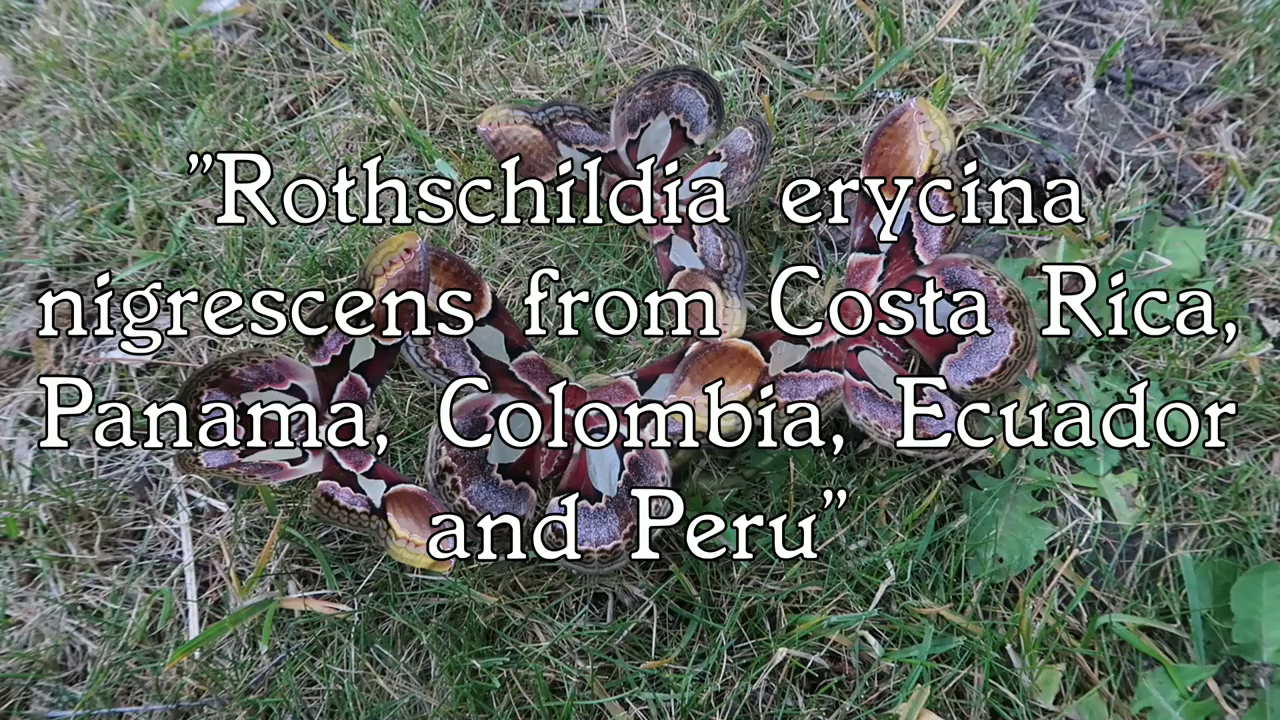 ”Rothschildia erycina
nigrescens from Costa Rica,
Panama, Colombia, Ecuador
and Peru”